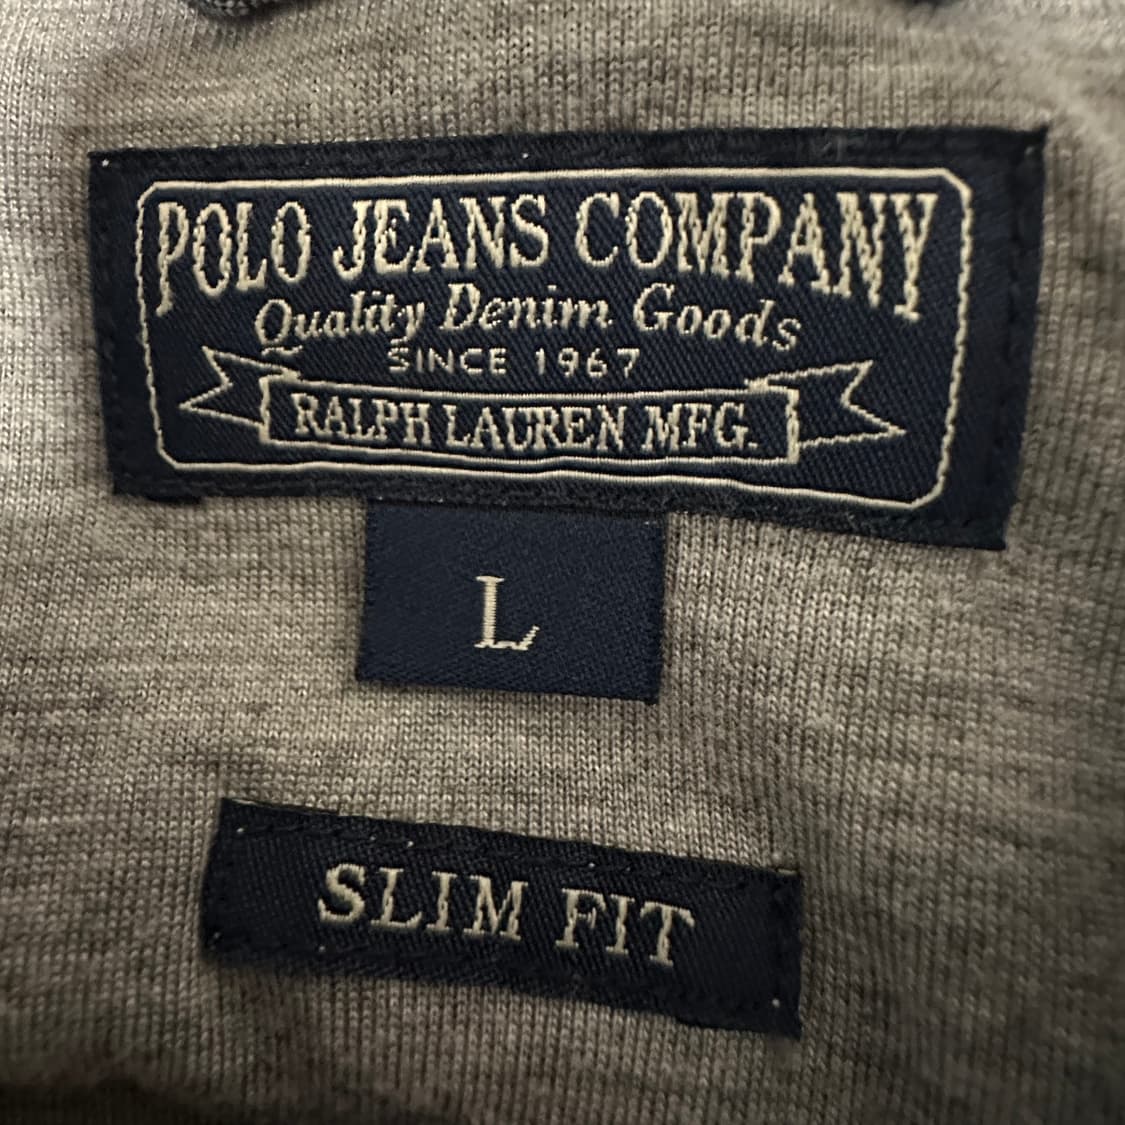 POLO JEANS COMPANY
Quality Denim Goods
SINCE 1967
RALPH LAUREN MFG.
L
SLIM FIT